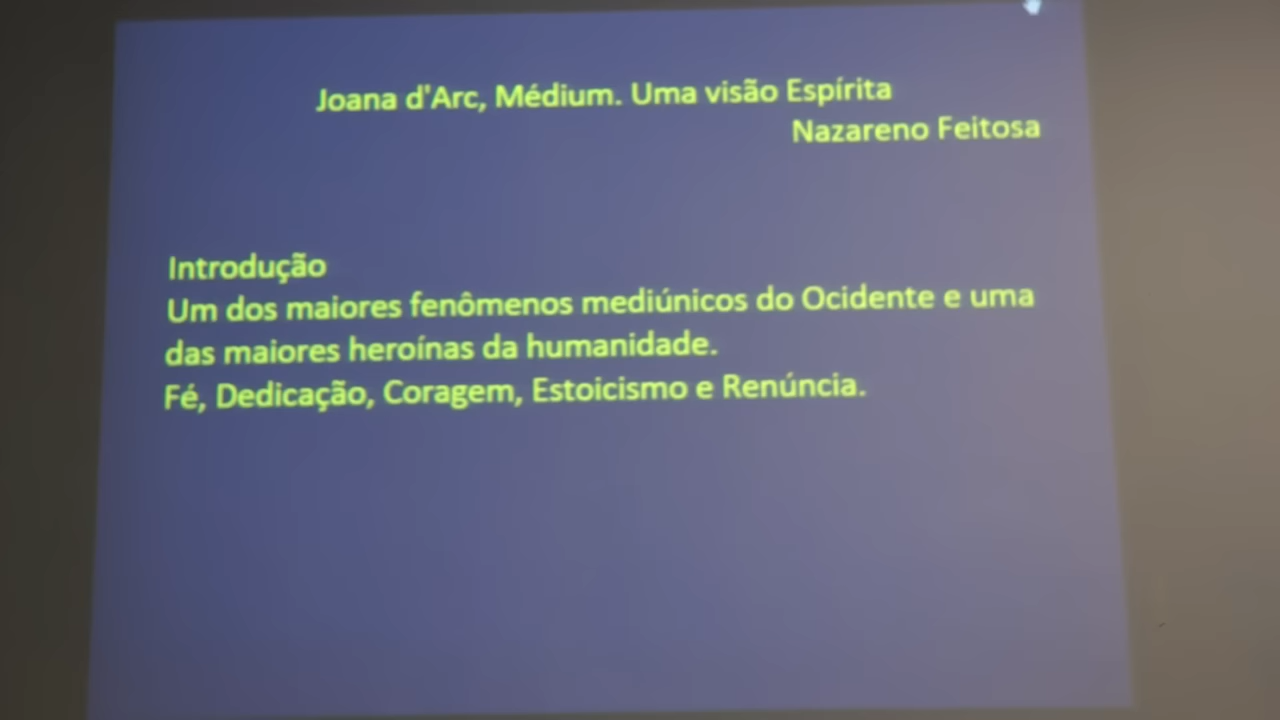 Joana d'Arc, Médium. Uma visão Espírita
Nazareno Feitosa
Introdução
Um dos maiores fenômenos mediúnicos do Ocidente e uma
das maiores heroínas da humanidade.
Fé, Dedicação, Coragem, Estoicismo e Renúncia.